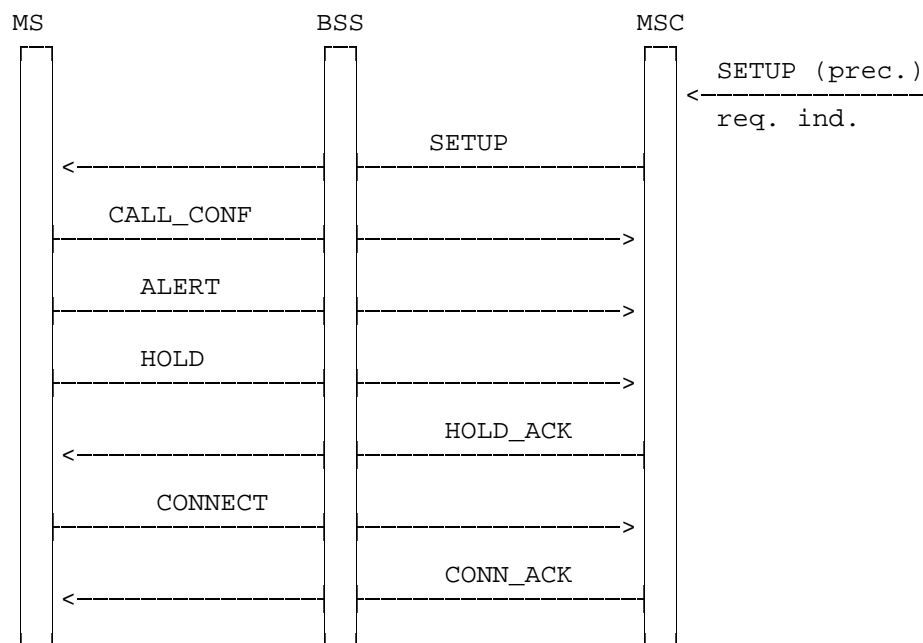 MS BSS MSC
SETUP (prec.)
req. ind.
SETUP
CALL_CONF
ALERT
HOLD
HOLD_ACK
CONNECT
CONN_ACK